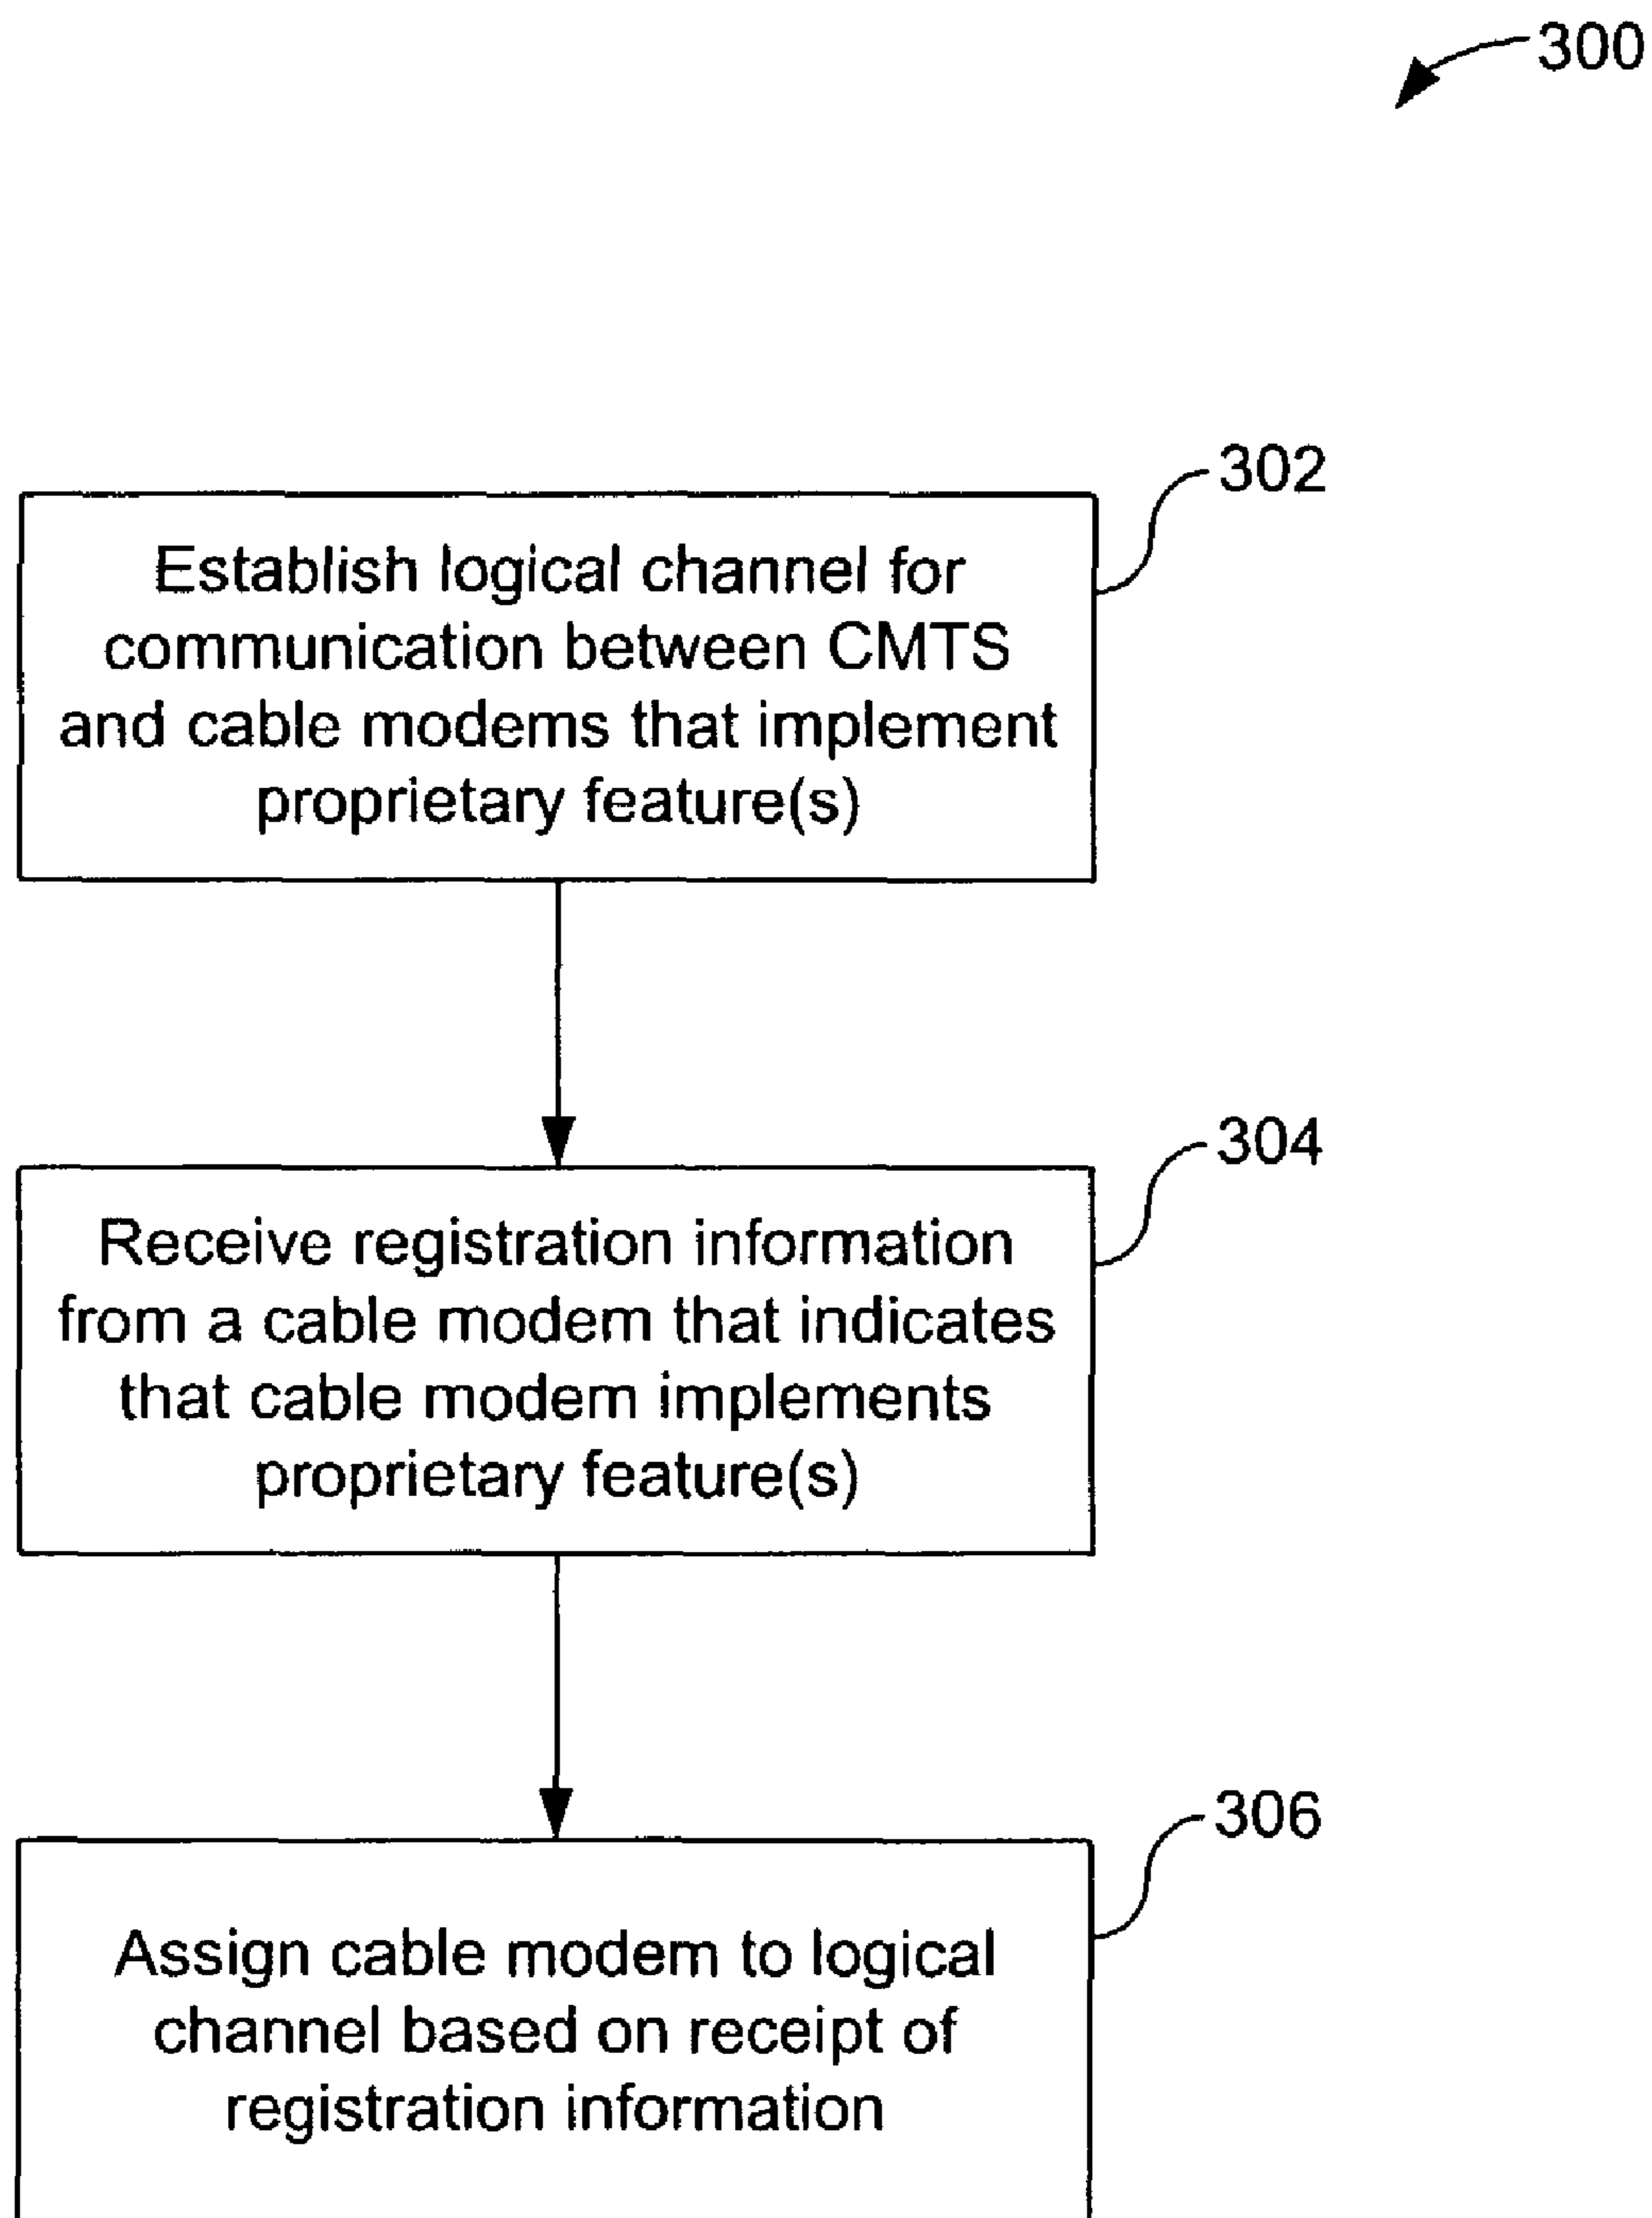 300
302
Establish logical channel for
communication between CMTS
and cable modems that implement
proprietary feature(s)
304
Receive registration information
from a cable modem that indicates
that cable modem implements
proprietary feature(s)
306
Assign cable modem to logical
channel based on receipt of
registration information